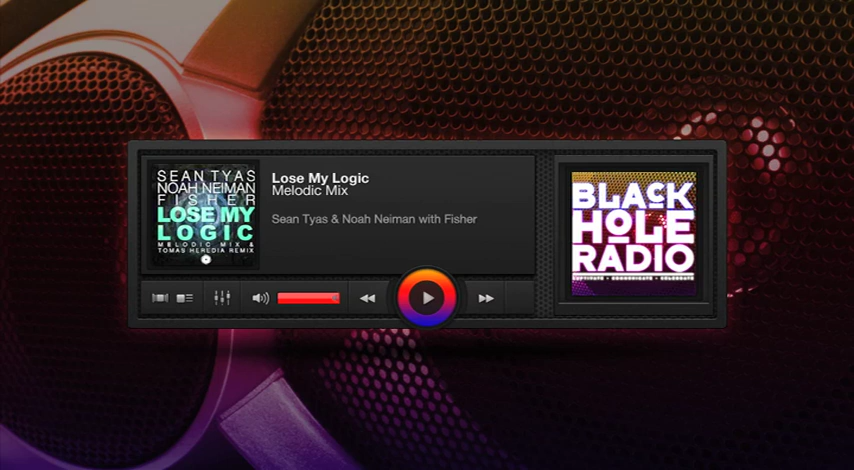 SEAN TYAS
NOAH NEIMAN
FISHER
LOSE MY
LOGIC
MELODIC MIX &
TOMAS HEREDIA REMIX
Lose My Logic
Melodic Mix
Sean Tyas & Noah Neiman with Fisher
BLACK
HOLE
RADIO